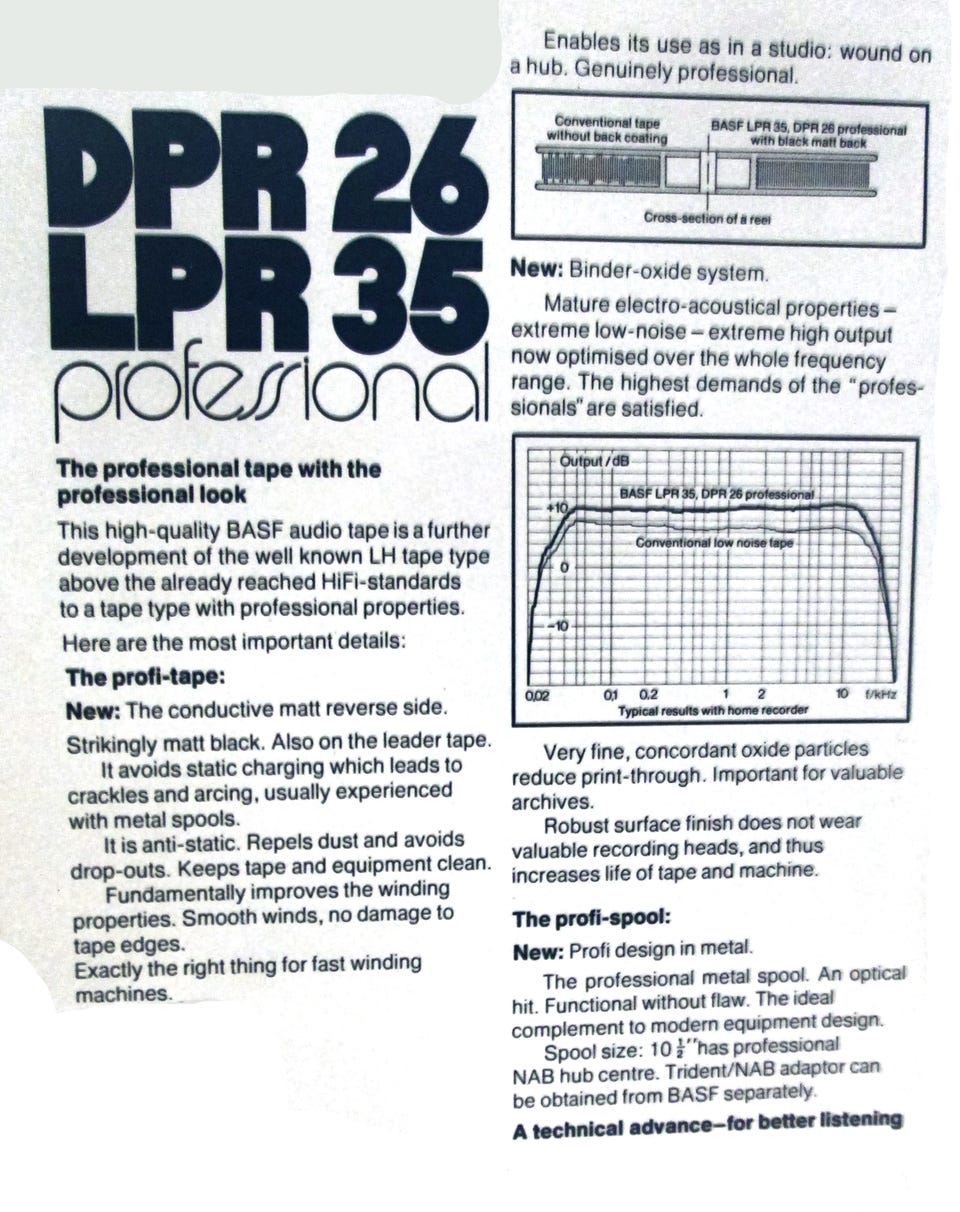 DPR 26
LPR 35
professional
The professional tape with the
professional look
This high-quality BASF audio tape is a further
development of the well known LH tape type
above the already reached HiFi-standards
to a tape type with professional properties.
Here are the most important details:
The profi-tape:
New: The conductive matt reverse side.
Strikingly matt black. Also on the leader tape.
It avoids static charging which leads to
crackles and arcing, usually experienced
with metal spools.
It is anti-static. Repels dust and avoids
drop-outs. Keeps tape and equipment clean.
Fundamentally improves the winding
properties. Smooth winds, no damage to
tape edges.
Exactly the right thing for fast winding
machines.
Enables its use as in a studio: wound on
a hub. Genuinely professional.
Conventional tape
without back coating
BASF LPR 35, DPR 26 professional
with black matt back
Cross-section of a reel
New: Binder-oxide system.
Mature electro-acoustical properties –
extreme low-noise – extreme high output
now optimised over the whole frequency
range. The highest demands of the "profes-
sionals" are satisfied.
Output/dB
BASF LPR 35, DPR 26 professional
+10
Conventional low noise tape
0
-10
0,02 0,1 0,2 1 2 10 f/kHz
Typical results with home recorder
Very fine, concordant oxide particles
reduce print-through. Important for valuable
archives.
Robust surface finish does not wear
valuable recording heads, and thus
increases life of tape and machine.
The profi-spool:
New: Profi design in metal.
The professional metal spool. An optical
hit. Functional without flaw. The ideal
complement to modern equipment design.
Spool size: 10 ½" has professional
NAB hub centre. Trident/NAB adaptor can
be obtained from BASF separately.
A technical advance–for better listening